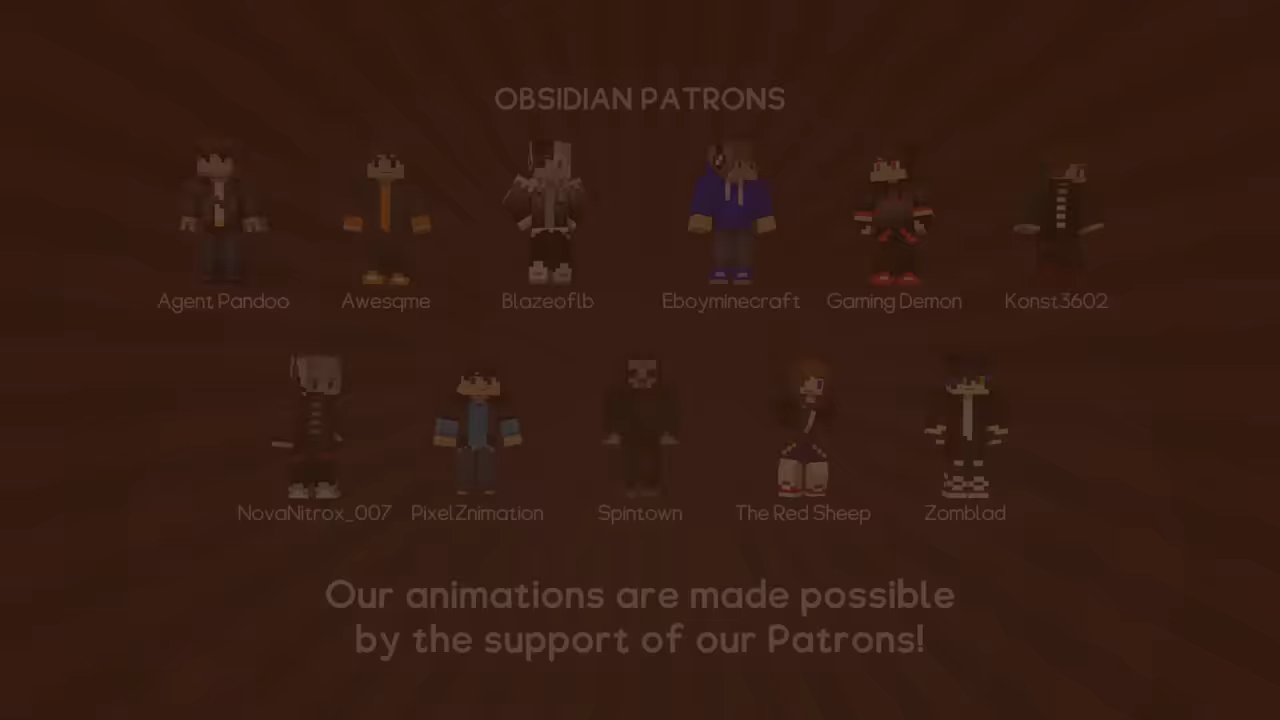 OBSIDIAN PATRONS
Agent Pandoo Awesqme Blazeoflb Eboyminecraft Gaming Demon Konst3602
NovaNitrox_007 PixelZnimation Spintown The Red Sheep Zomblad
Our animations are made possible
by the support of our Patrons!